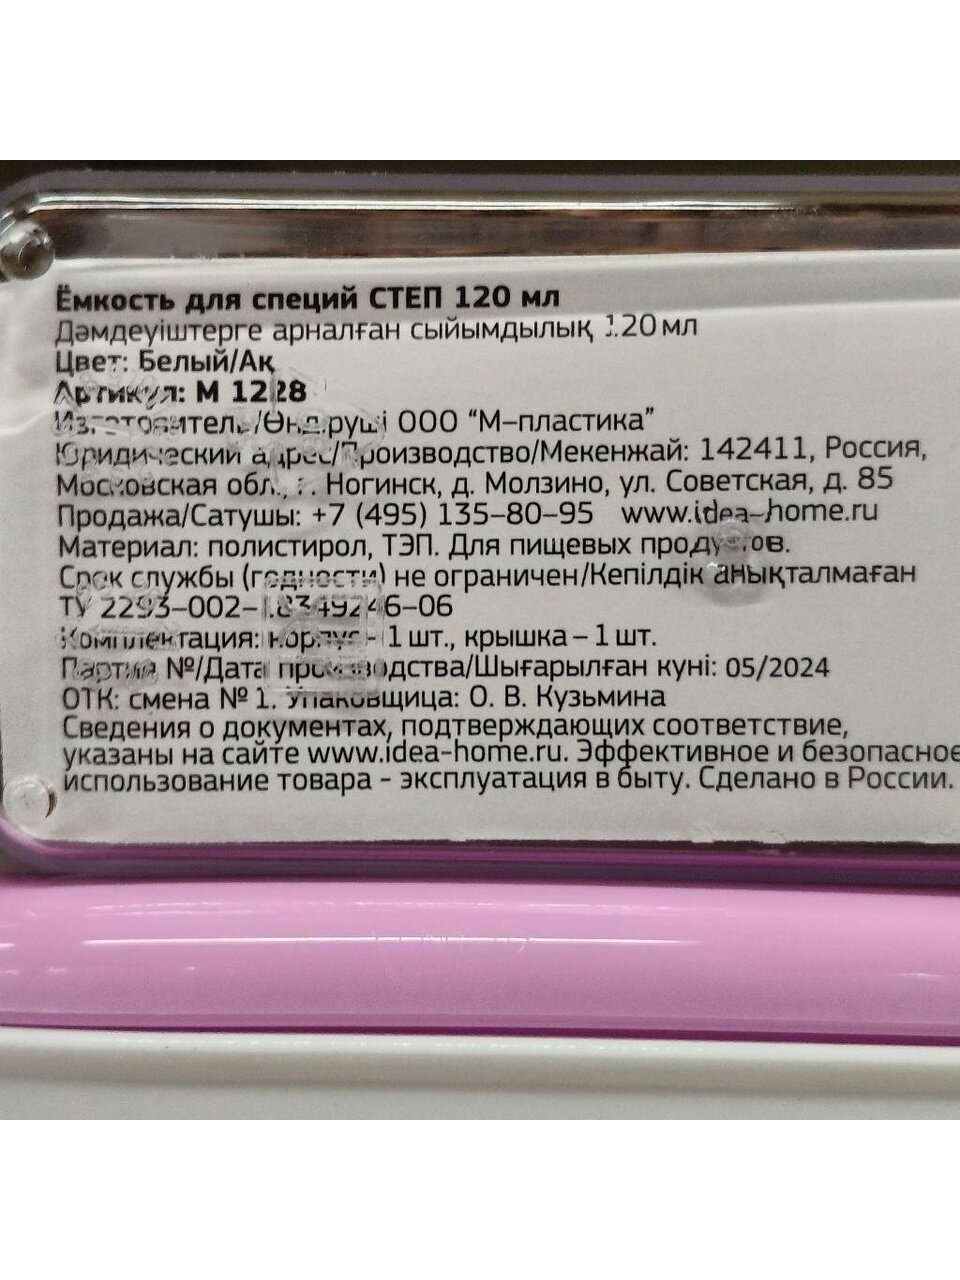 Ёмкость для специй СТЕП 120 мл
Дәмдеуіштерге арналған сыйымдылық 120 мл
Цвет: Белый/Ақ
Артикул: М 1228
Изготовитель/Өндіруші ООО “М–пластика”
Юридический адрес/Производство/Мекенжай: 142411, Россия,
Московская обл., г. Ногинск, д. Молзино, ул. Советская, д. 85
Продажа/Сатушы: +7 (495) 135–80–95 www.idea–home.ru
Материал: полистирол, ТЭП. Для пищевых продуктов.
Срок службы (годности) не ограничен/Кепілдік анықталмаған
ТУ 2293–002–18349246–06
Комплектация: корпус - 1 шт., крышка – 1 шт.
Партия №/Дата производства/Шығарылған куні: 05/2024
ОТК: смена № 1. Упаковщица: О. В. Кузьмина
Сведения о документах, подтверждающих соответствие,
указаны на сайте www.idea-home.ru. Эффективное и безопасное
использование товара - эксплуатация в быту. Сделано в России.